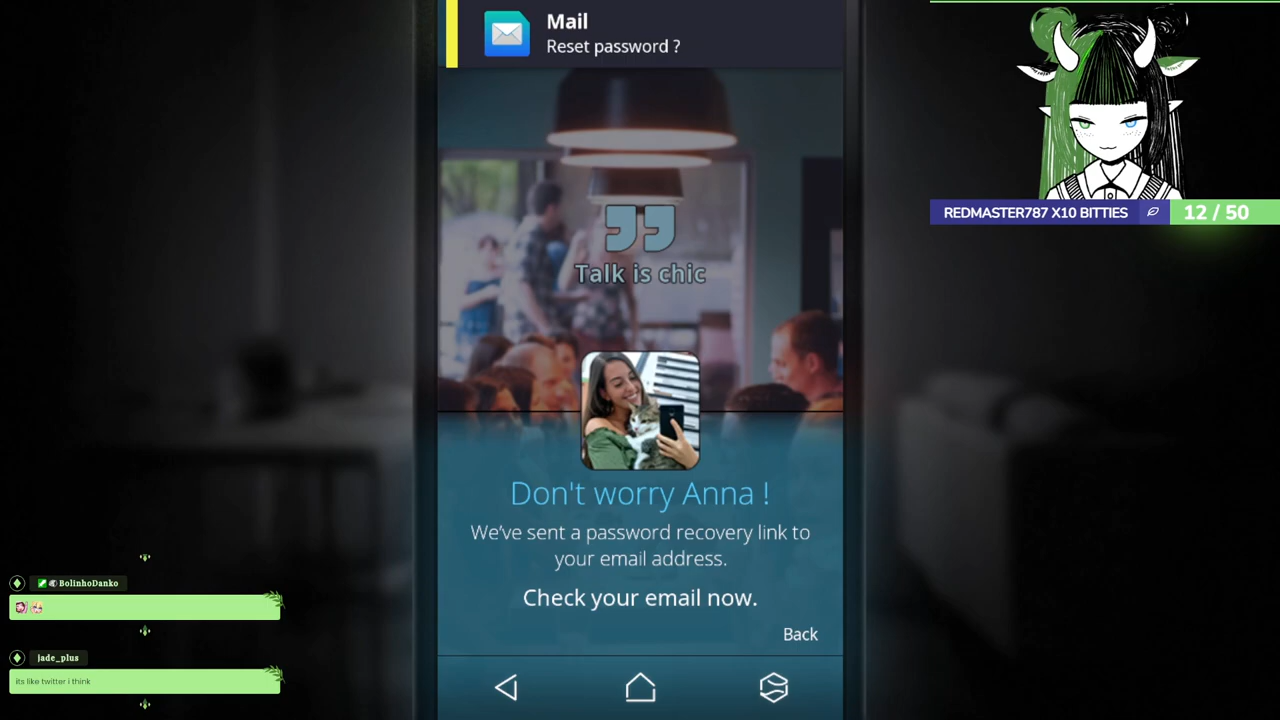 Mail
Reset password ?
REDMASTER787 X10 BITTIES
12 / 50
Talk is chic
Don't worry Anna !
We've sent a password recovery link to
your email address.
Check your email now.
Back
BolinhoDanko
jade_plus
its like twitter i think